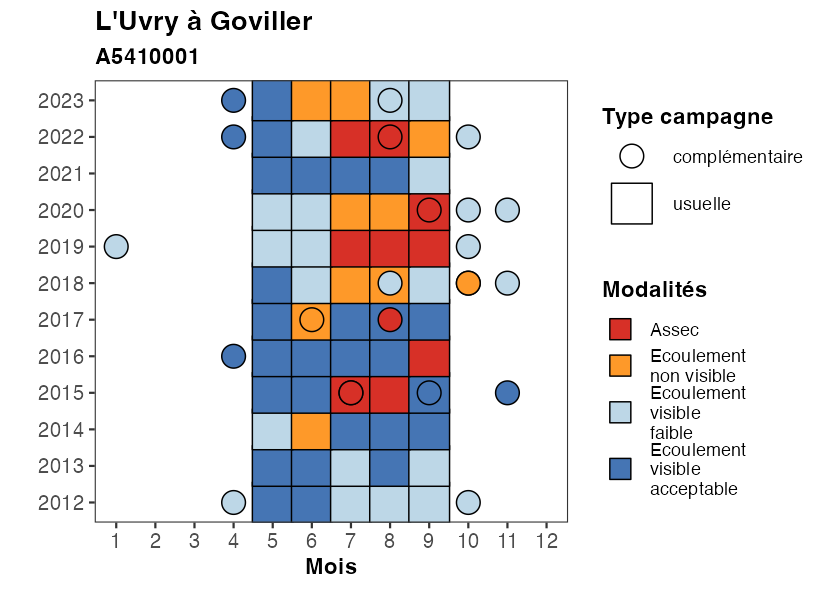 L'Uvry à Goviller
A5410001
2023
2022
2021
2020
2019
2018
2017
2016
2015
2014
2013
2012
1 2 3 4 5 6 7 8 9 10 11 12
Mois
Type campagne
complémentaire
usuelle
Modalités
Assec
Ecoulement
non visible
Ecoulement
visible
faible
Ecoulement
visible
acceptable